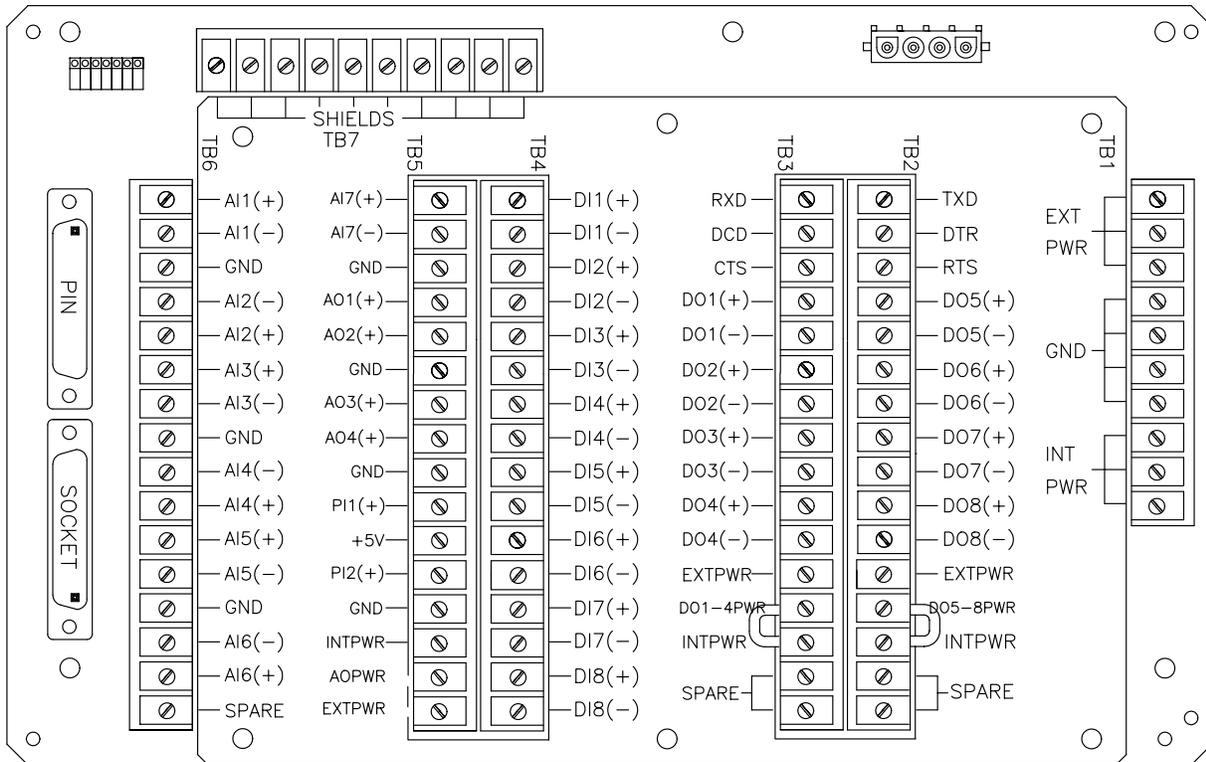 SHIELDS
TB7
TB6
TB5
TB4
TB3
TB2
TB1
PIN
SOCKET
AI1(+)
AI1(-)
GND
AI2(-)
AI2(+)
AI3(+)
AI3(-)
GND
AI4(-)
AI4(+)
AI5(+)
AI5(-)
GND
AI6(-)
AI6(+)
SPARE
AI7(+)
AI7(-)
GND
AO1(+)
AO2(+)
GND
AO3(+)
AO4(+)
GND
PI1(+)
+5V
PI2(+)
GND
INTPWR
AOPWR
EXTPWR
DI1(+)
DI1(-)
DI2(+)
DI2(-)
DI3(+)
DI3(-)
DI4(+)
DI4(-)
DI5(+)
DI5(-)
DI6(+)
DI6(-)
DI7(+)
DI7(-)
DI8(+)
DI8(-)
RXD
DCD
CTS
DO1(+)
DO1(-)
DO2(+)
DO2(-)
DO3(+)
DO3(-)
DO4(+)
DO4(-)
EXTPWR
DO1-4PWR
INTPWR
SPARE
TXD
DTR
RTS
DO5(+)
DO5(-)
DO6(+)
DO6(-)
DO7(+)
DO7(-)
DO8(+)
DO8(-)
EXTPWR
DO5-8PWR
INTPWR
SPARE
EXT
PWR
GND
INT
PWR